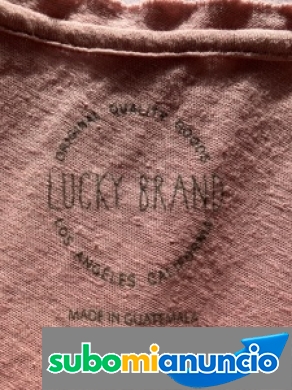 ORIGINAL QUALITY GOODS
LUCKY BRAND
LOS ANGELES CALIFORNIA
MADE IN GUATEMALA
subomianuncio